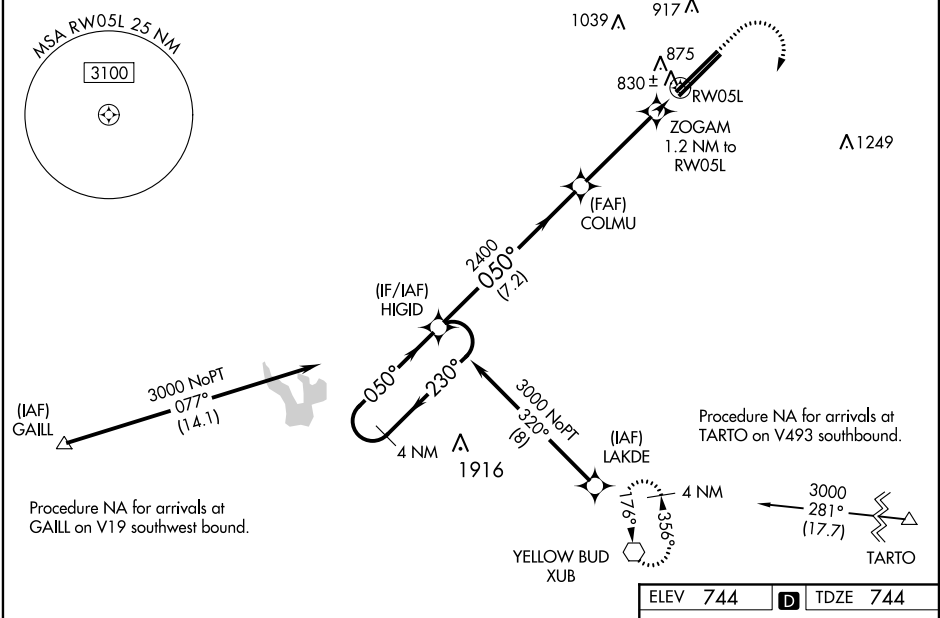 MSA RW05L 25 NM
3100
1039
917
875
830 ±
RW05L
ZOGAM
1.2 NM to
RW05L
1249
(FAF)
COLMU
2400
050°
(7.2)
(IF/IAF)
HIGID
3000 NoPT
077°
(14.1)
(IAF)
GAILL
050°
230°
4 NM
1916
3000 NoPT
320°
(8)
(IAF)
LAKDE
Procedure NA for arrivals at
TARTO on V493 southbound.
Procedure NA for arrivals at
GAILL on V19 southwest bound.
4 NM
176°
356°
YELLOW BUD
XUB
3000
281°
(17.7)
TARTO
ELEV 744 D TDZE 744